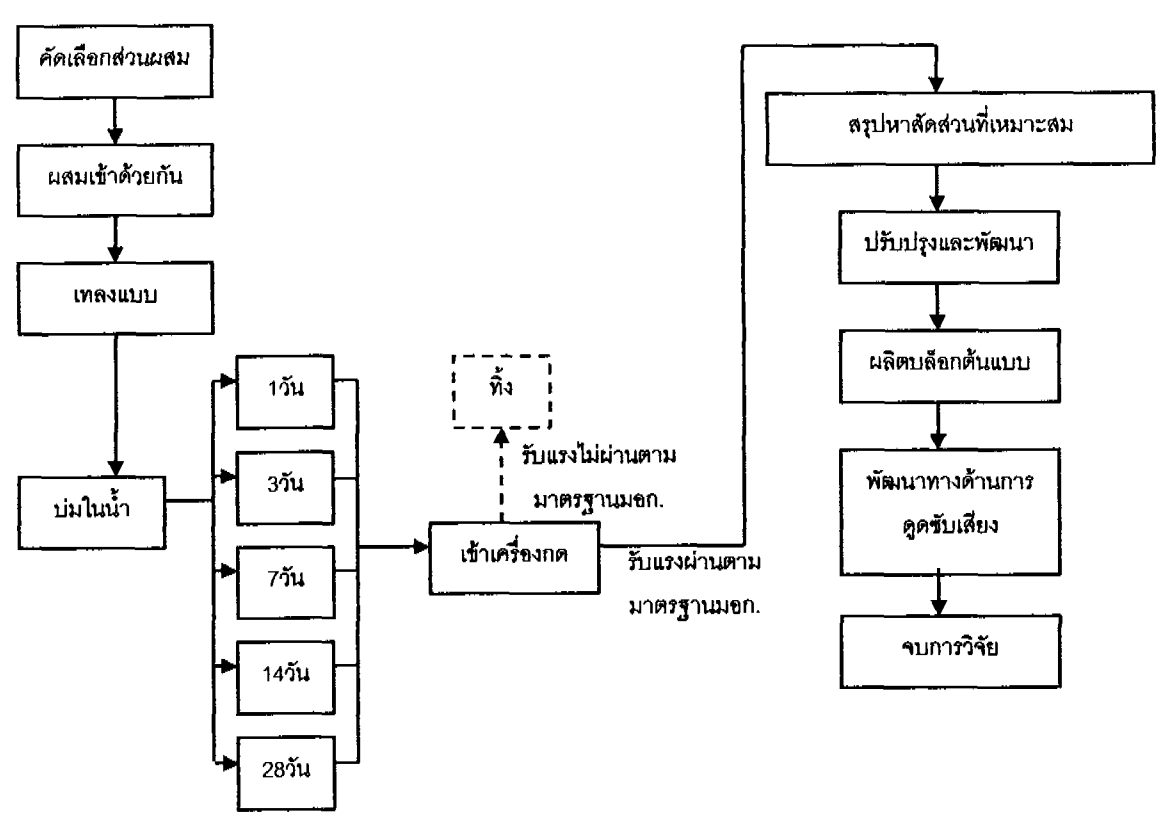 คัดเลือกส่วนผสม
ผสมเข้าด้วยกัน
เทลงแบบ
บ่มในน้ำ
1วัน
3วัน
7วัน
14วัน
28วัน
ทิ้ง
รับแรงไม่ผ่านตาม
มาตรฐานมอก.
เข้าเครื่องกด
รับแรงผ่านตาม
มาตรฐานมอก.
สรุปหาสัดส่วนที่เหมาะสม
ปรับปรุงและพัฒนา
ผลิตบล็อกต้นแบบ
พัฒนาทางด้านการ
ดูดซับเสียง
จบการวิจัย